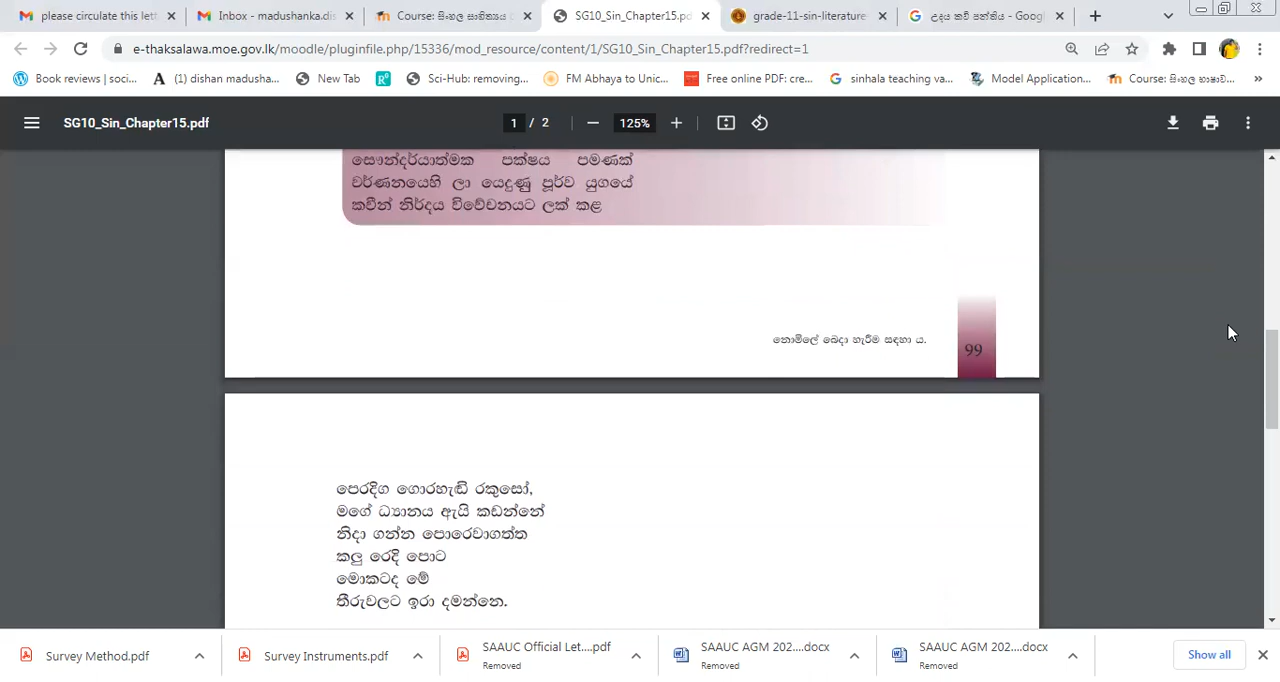 please circulate this lett
Inbox - madushanka.dis
Course: සිංහල සාහිත්‍යය ර
SG10_Sin_Chapter15.pdf
grade-11-sin-literature
උදය කවි පන්තිය - Googl
e-thaksalawa.moe.gov.lk/moodle/pluginfile.php/15336/mod_resource/content/1/SG10_Sin_Chapter15.pdf?redirect=1
Book reviews | soci...
(1) dishan madusha...
New Tab
Sci-Hub: removing...
FM Abhaya to Unic...
Free online PDF: cre...
sinhala teaching va...
Model Application...
Course: සිංහල භාෂාව...
SG10_Sin_Chapter15.pdf
1 / 2
125%
සෞන්දර්යාත්මක පක්ෂය පමණක්
වර්ණනයෙහි ලා යෙදුණු පූර්ව යුගයේ
කවීන් නිර්දය විවේචනයට ලක් කළ
නොමිලේ බෙදා හැරීම සඳහා ය.
99
පෙරදිග ගොරහැඬි රකුසෝ,
මගේ ධ්‍යානය ඇයි කඩන්නේ
නිදා ගන්න පොරෙවාගත්ත
කලු රෙදි පොට
මොකටද මේ
තීරුවලට ඉරා දමන්නෙ.
Survey Method.pdf
Survey Instruments.pdf
SAAUC Official Let....pdf
Removed
SAAUC AGM 202....docx
Removed
SAAUC AGM 202....docx
Removed
Show all